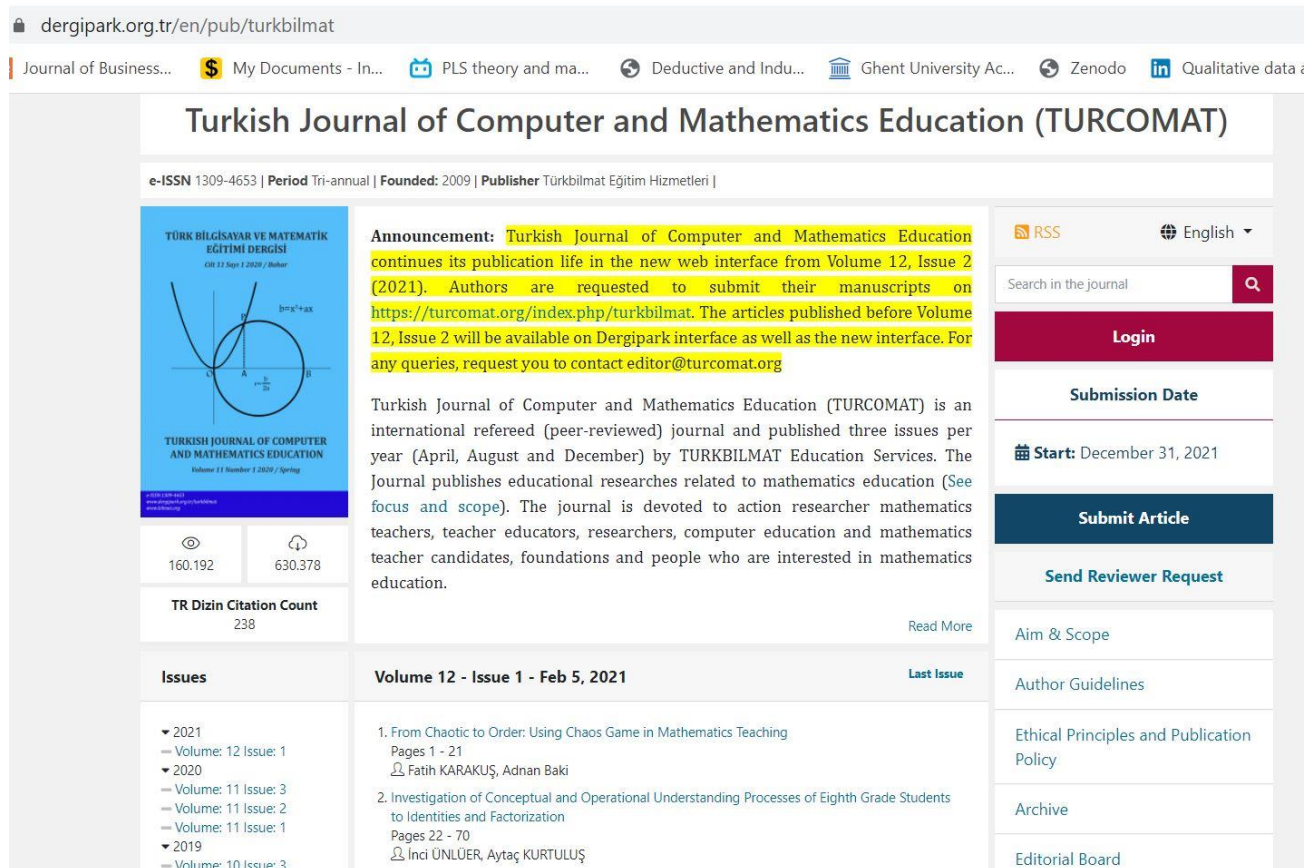 dergipark.org.tr/en/pub/turkbilmat
Journal of Business...
My Documents - In...
PLS theory and ma...
Deductive and Indu...
Ghent University Ac...
Zenodo
Qualitative data a
Turkish Journal of Computer and Mathematics Education (TURCOMAT)
e-ISSN 1309-4653 | Period Tri-annual | Founded: 2009 | Publisher Türkbilmat Eğitim Hizmetleri |
TÜRK BİLGİSAYAR VE MATEMATİK
EĞİTİMİ DERGİSİ
Cilt 11 Sayı 1 2020 / Bahar
b=x²+ax
P
O
A
B
r=b/2a
TURKISH JOURNAL OF COMPUTER
AND MATHEMATICS EDUCATION
Volume 11 Number 1 2020 / Spring
e-ISSN 1309-4653
www.dergipark.org.tr/turkbilmat
160.192
630.378
TR Dizin Citation Count
238
Issues
2021
Volume: 12 Issue: 1
2020
Volume: 11 Issue: 3
Volume: 11 Issue: 2
Volume: 11 Issue: 1
2019
Volume: 10 Issue: 3
Announcement: Turkish Journal of Computer and Mathematics Education
continues its publication life in the new web interface from Volume 12, Issue 2
(2021). Authors are requested to submit their manuscripts on
https://turcomat.org/index.php/turkbilmat. The articles published before Volume
12, Issue 2 will be available on Dergipark interface as well as the new interface. For
any queries, request you to contact editor@turcomat.org
Turkish Journal of Computer and Mathematics Education (TURCOMAT) is an
international refereed (peer-reviewed) journal and published three issues per
year (April, August and December) by TURKBILMAT Education Services. The
Journal publishes educational researches related to mathematics education (See
focus and scope). The journal is devoted to action researcher mathematics
teachers, teacher educators, researchers, computer education and mathematics
teacher candidates, foundations and people who are interested in mathematics
education.
Read More
Volume 12 - Issue 1 - Feb 5, 2021
Last Issue
1. From Chaotic to Order: Using Chaos Game in Mathematics Teaching
Pages 1 - 21
Fatih KARAKUŞ, Adnan Baki
2. Investigation of Conceptual and Operational Understanding Processes of Eighth Grade Students
to Identities and Factorization
Pages 22 - 70
İnci ÜNLÜER, Aytaç KURTULUŞ
RSS
English
Search in the journal
Login
Submission Date
Start: December 31, 2021
Submit Article
Send Reviewer Request
Aim & Scope
Author Guidelines
Ethical Principles and Publication
Policy
Archive
Editorial Board